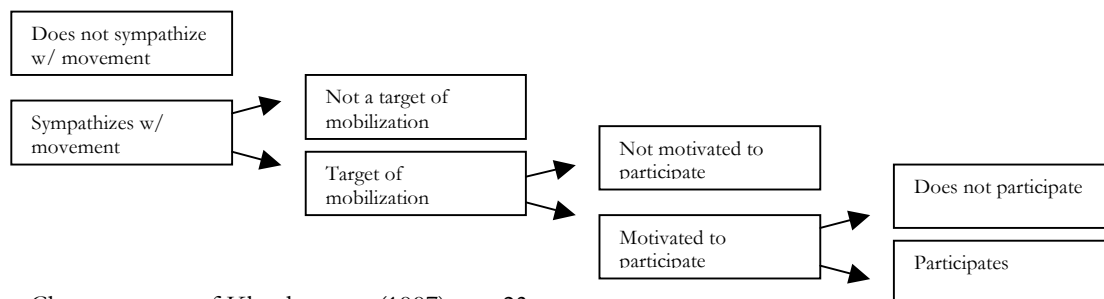 Does not sympathize
w/ movement
Sympathizes w/
movement
Not a target of
mobilization
Target of
mobilization
Not motivated to
participate
Motivated to
participate
Does not participate
Participates
(1997)